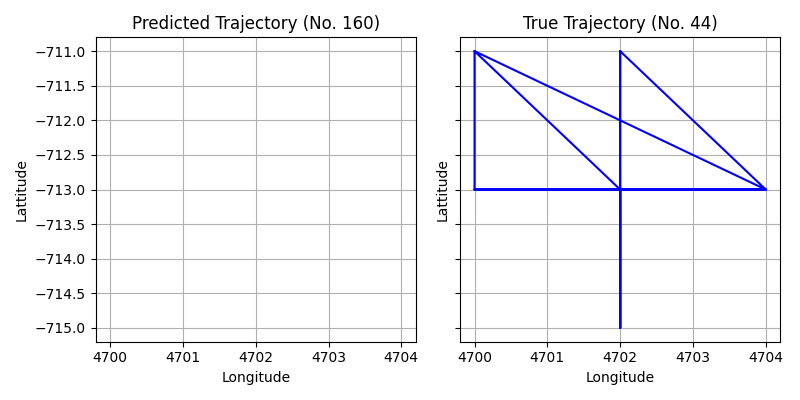 Predicted Trajectory (No. 160)
True Trajectory (No. 44)
−711.0
−711.5
−712.0
−712.5
−713.0
−713.5
−714.0
−714.5
−715.0
Lattitude
Lattitude
4700 4701 4702 4703 4704
4700 4701 4702 4703 4704
Longitude
Longitude